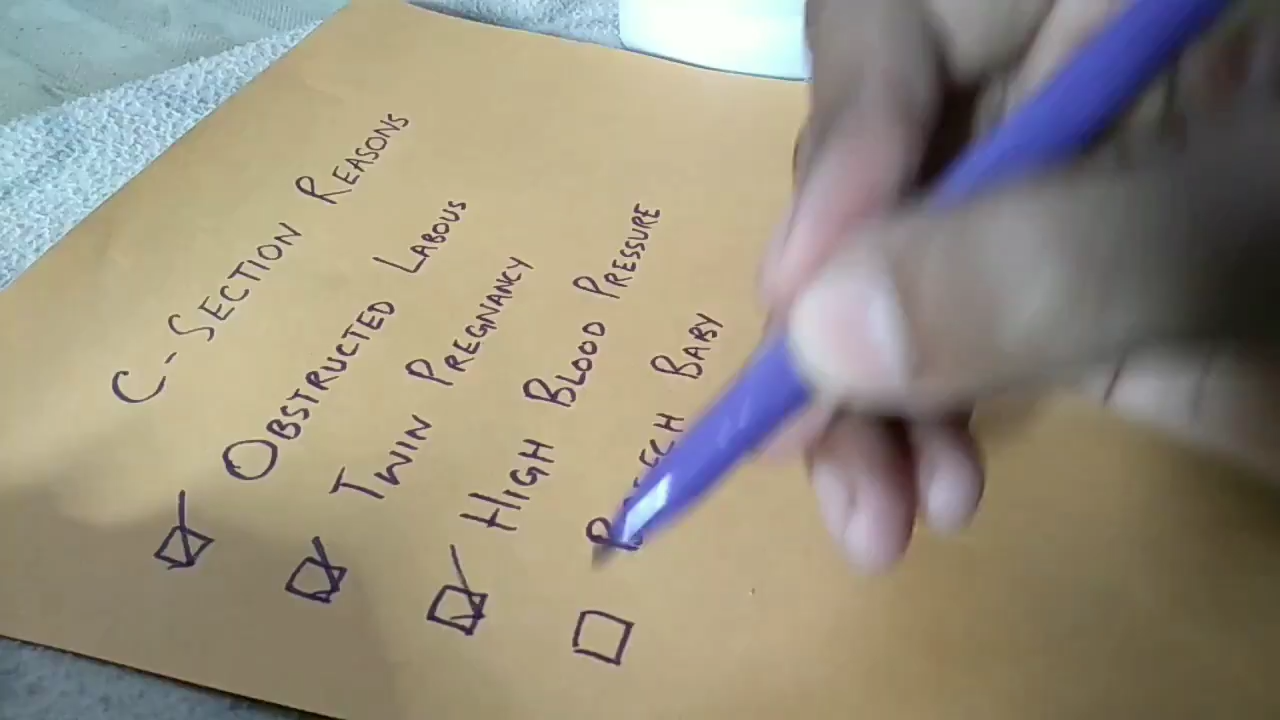 C-SECTION REASONS
OBSTRUCTED LABOUS
TWIN PREGNANCY
HIGH BLOOD PRESSURE
BABY